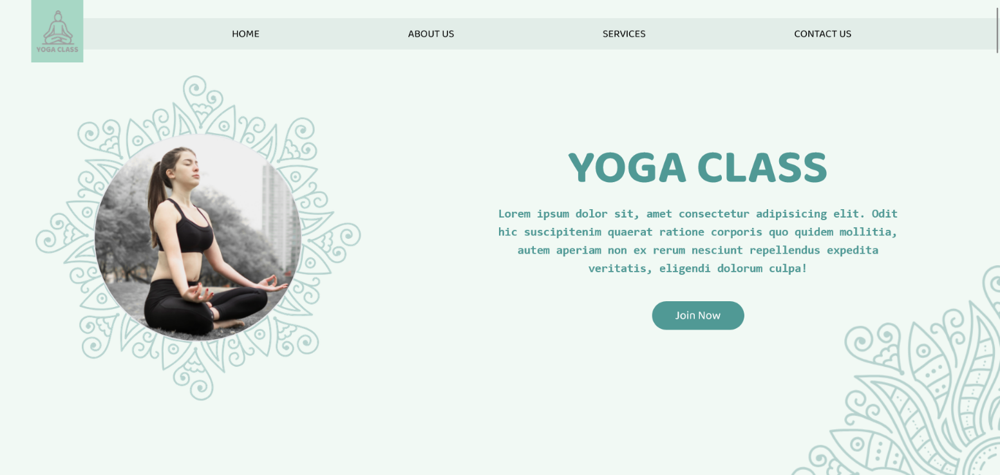 YOGA CLASS
HOME
ABOUT US
SERVICES
CONTACT US
YOGA CLASS
Lorem ipsum dolor sit, amet consectetur adipisicing elit. Odit
hic suscipitenim quaerat ratione corporis quo quidem mollitia,
autem aperiam non ex rerum nesciunt repellendus expedita
veritatis, eligendi dolorum culpa!
Join Now